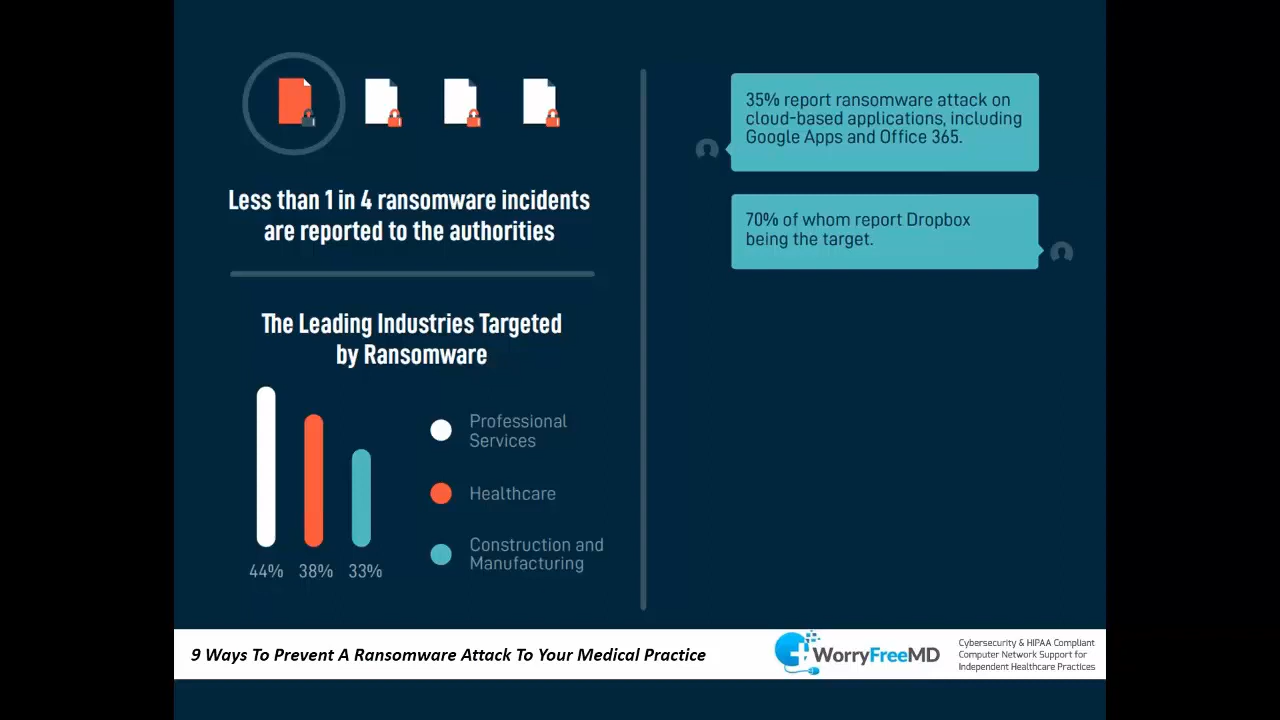 Less than 1 in 4 ransomware incidents
are reported to the authorities
The Leading Industries Targeted
by Ransomware
44% 38% 33%
Professional
Services
Healthcare
Construction and
Manufacturing
35% report ransomware attack on
cloud-based applications, including
Google Apps and Office 365.
70% of whom report Dropbox
being the target.
9 Ways To Prevent A Ransomware Attack To Your Medical Practice
WorryFreeMD
Cybersecurity & HIPAA Compliant
Computer Network Support for
Independent Healthcare Practices